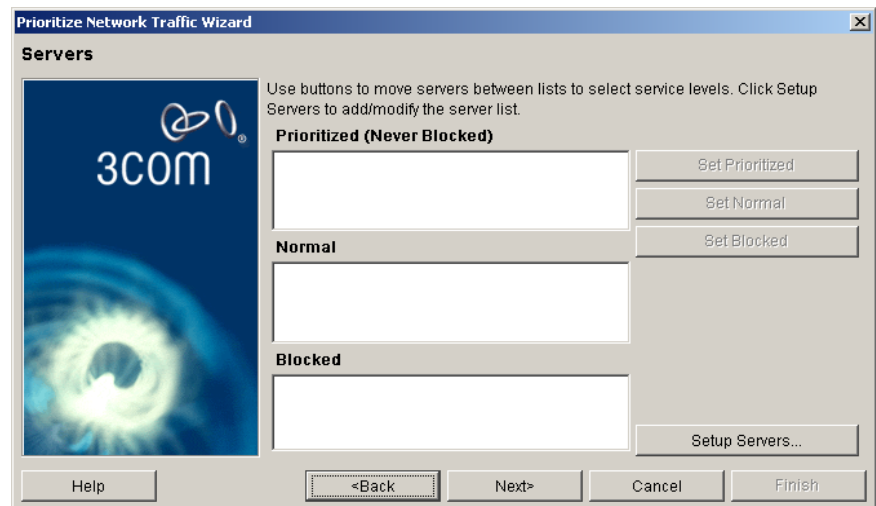 Prioritize Network Traffic Wizard
Servers
Use buttons to move servers between lists to select service levels. Click Setup
Servers to add/modify the server list.
3COM
Prioritized (Never Blocked)
Set Prioritized
Set Normal
Set Blocked
Normal
Blocked
Setup Servers...
Help
<Back
Next>
Cancel
Finish